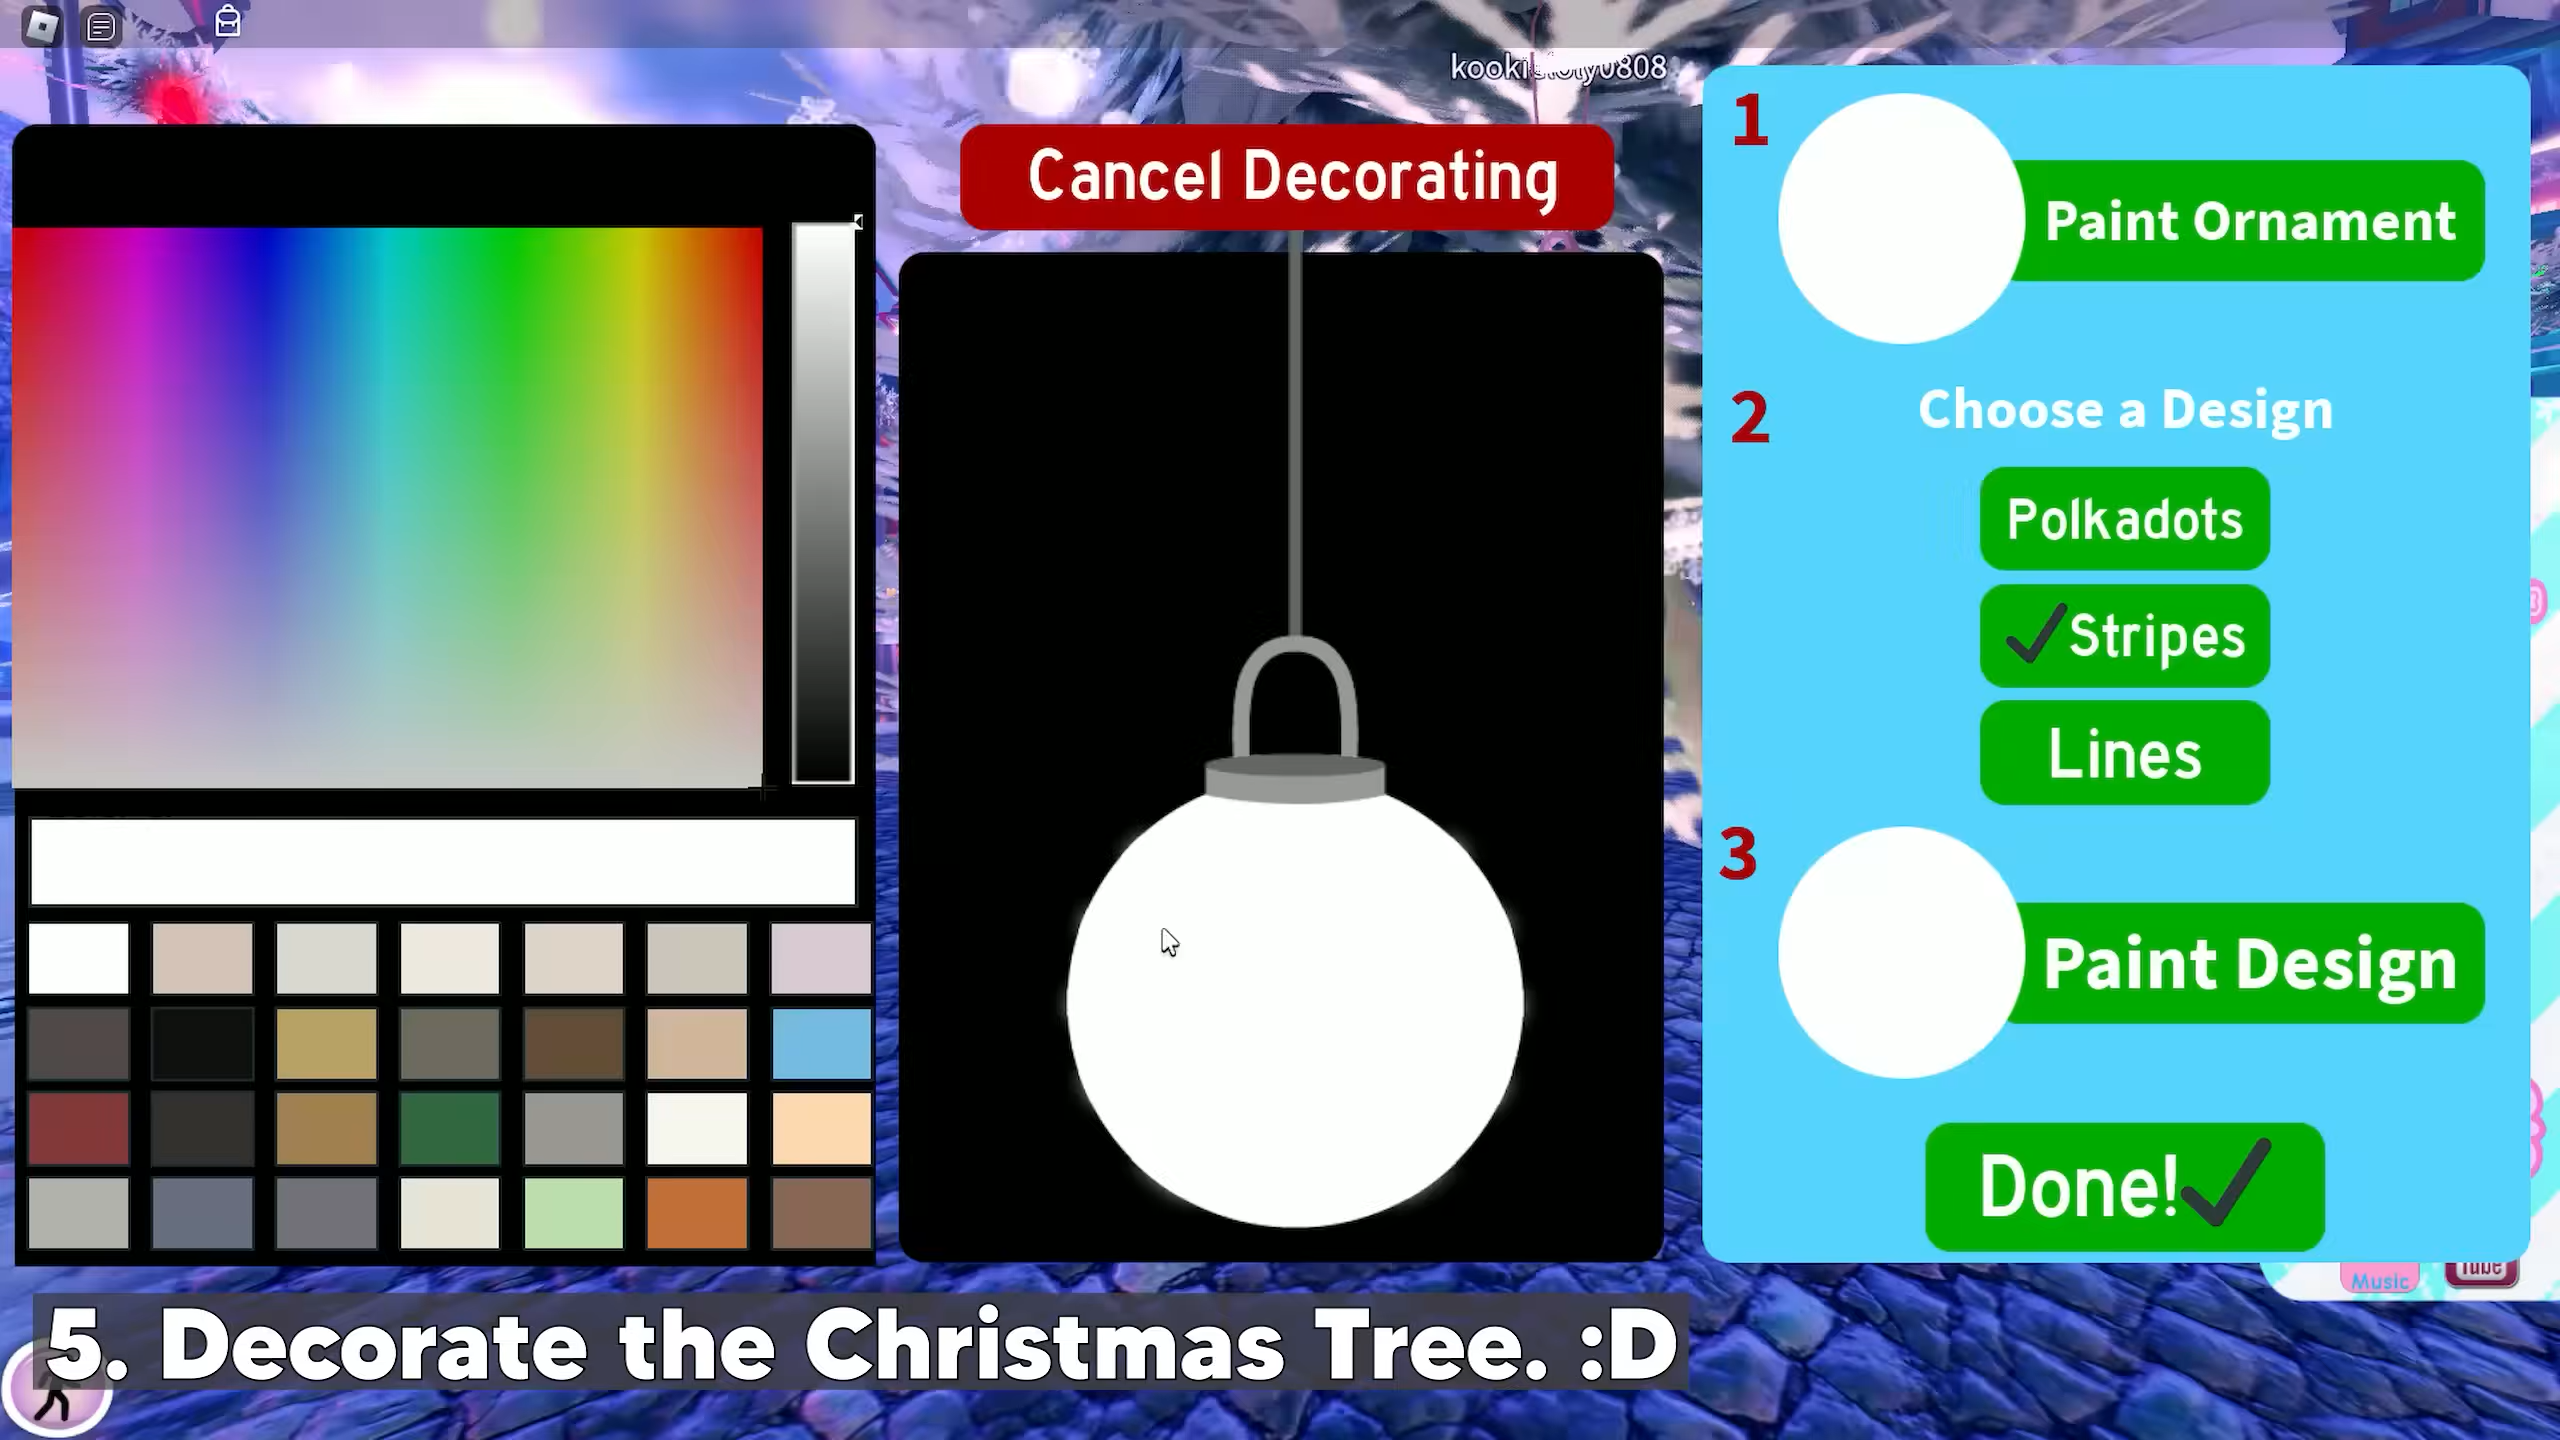 Cancel Decorating
1
Paint Ornament
2
Choose a Design
Polkadots
✓Stripes
Lines
3
Paint Design
Done!✓
Music
Tube
5. Decorate the Christmas Tree. :D